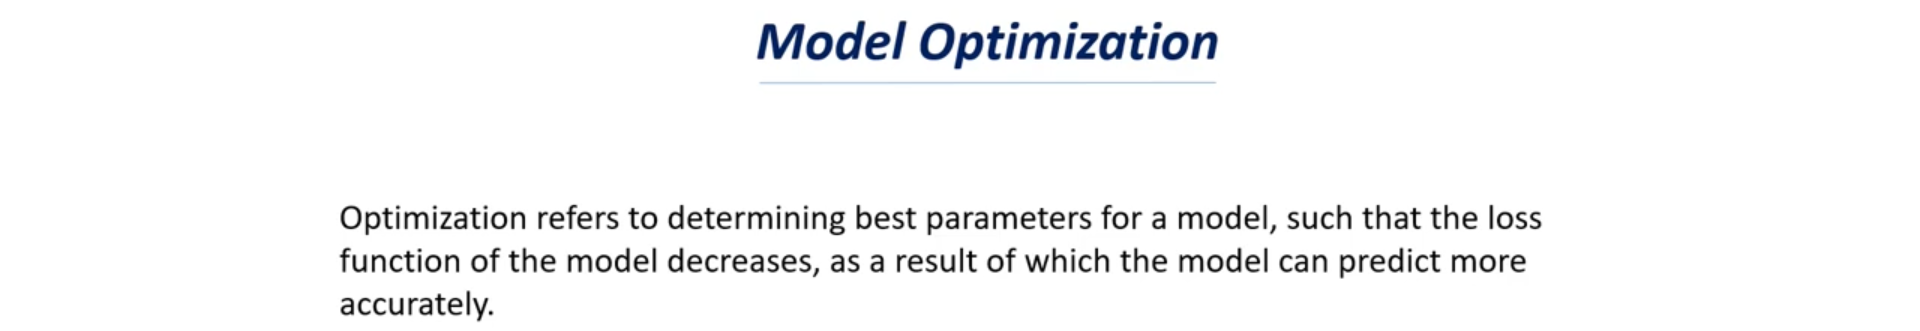 Model Optimization
Optimization refers to determining best parameters for a model, such that the loss
function of the model decreases, as a result of which the model can predict more
accurately.